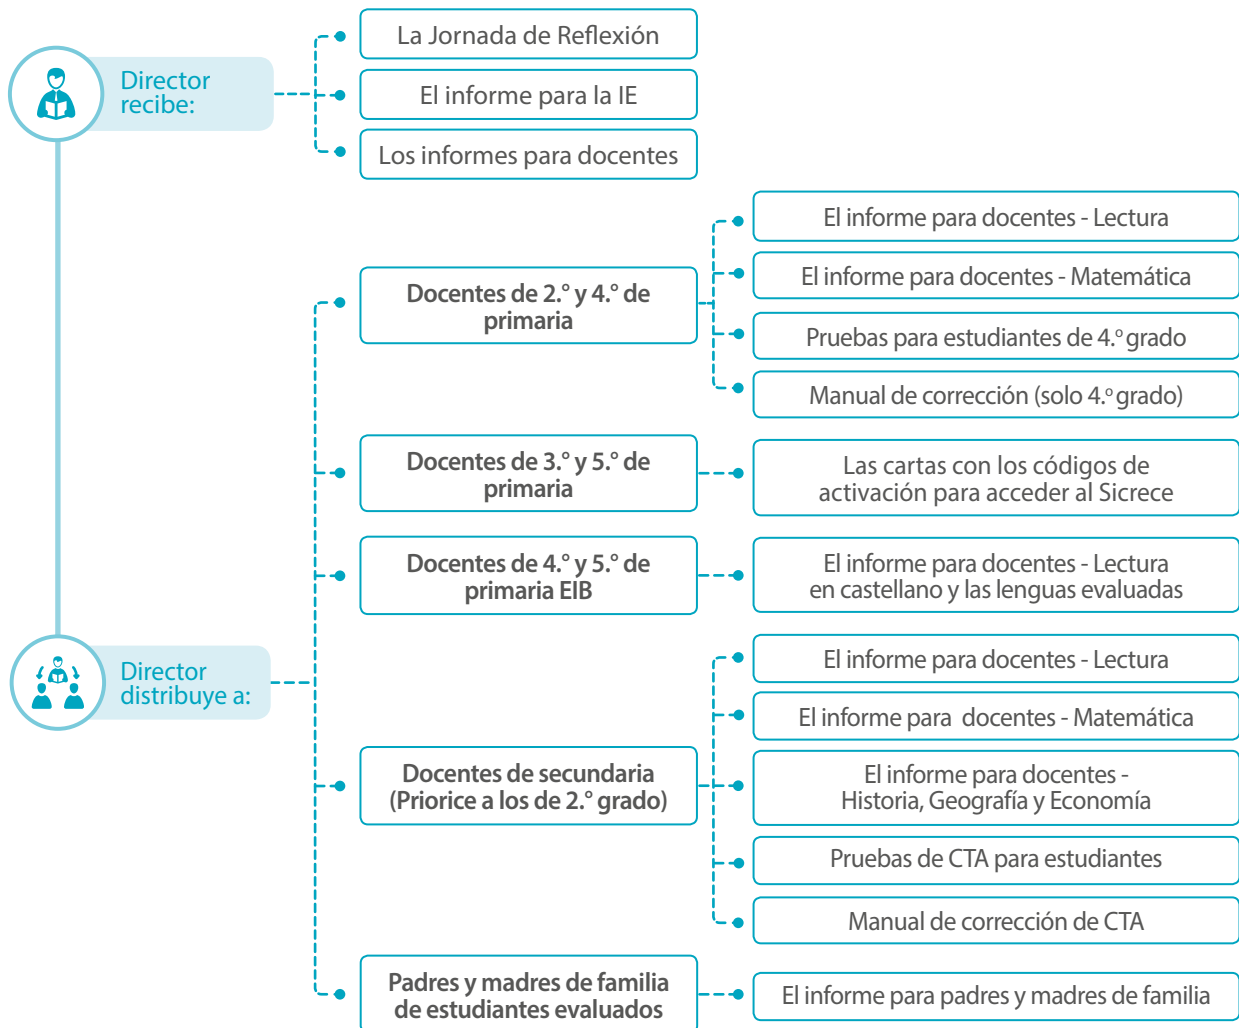 Director
recibe:
La Jornada de Reflexión
El informe para la IE
Los informes para docentes
Director
distribuye a:
Docentes de 2.° y 4.° de
primaria
El informe para docentes - Lectura
El informe para docentes - Matemática
Pruebas para estudiantes de 4.º grado
Manual de corrección (solo 4.º grado)
Docentes de 3.° y 5.° de
primaria
Las cartas con los códigos de
activación para acceder al Sicrece
Docentes de 4.° y 5.° de
primaria EIB
El informe para docentes - Lectura
en castellano y las lenguas evaluadas
Docentes de secundaria
(Priorice a los de 2.° grado)
El informe para docentes - Lectura
El informe para docentes - Matemática
El informe para docentes -
Historia, Geografía y Economía
Pruebas de CTA para estudiantes
Manual de corrección de CTA
Padres y madres de familia
de estudiantes evaluados
El informe para padres y madres de familia